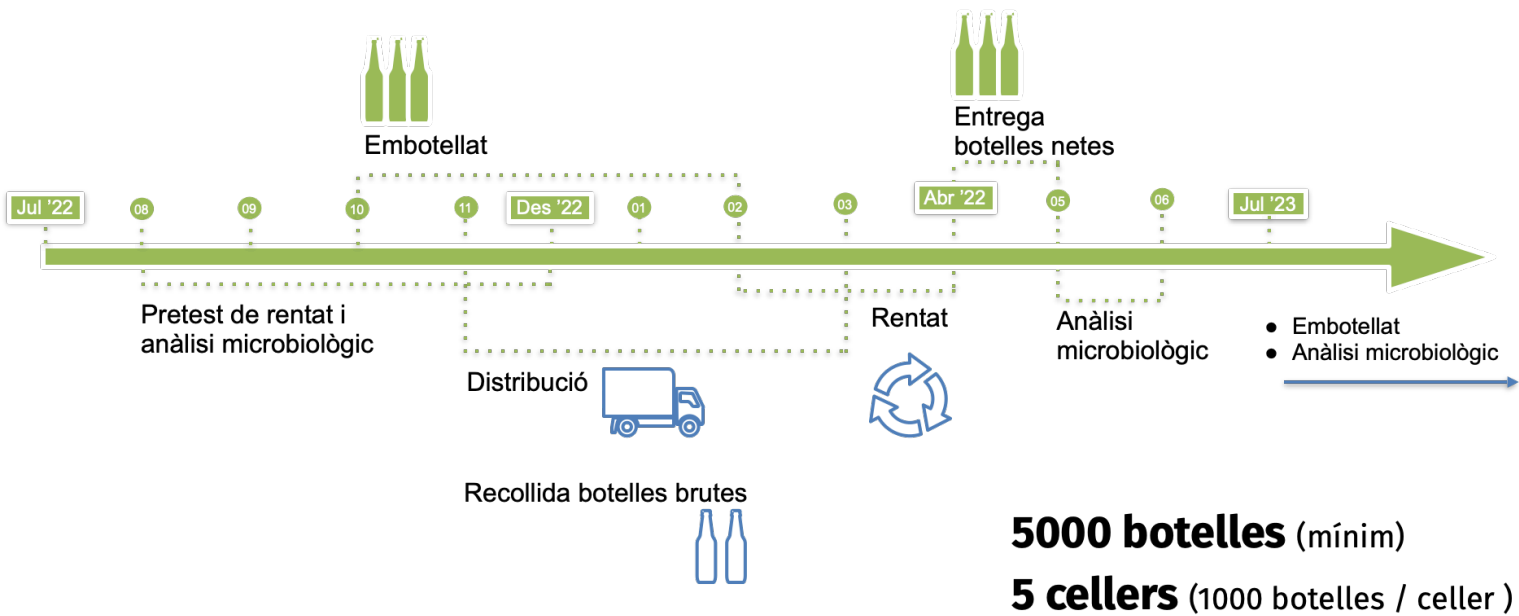 Embotellat
Entrega
botelles netes
Jul ’22
08
09
10
11
Des ’22
01
02
03
Abr ’22
05
06
Jul ’23
Pretest de rentat i
anàlisi microbiològic
Distribució
Recollida botelles brutes
Rentat
Anàlisi
microbiològic
● Embotellat
● Anàlisi microbiològic
5000 botelles (mínim)
5 cellers (1000 botelles / celler )